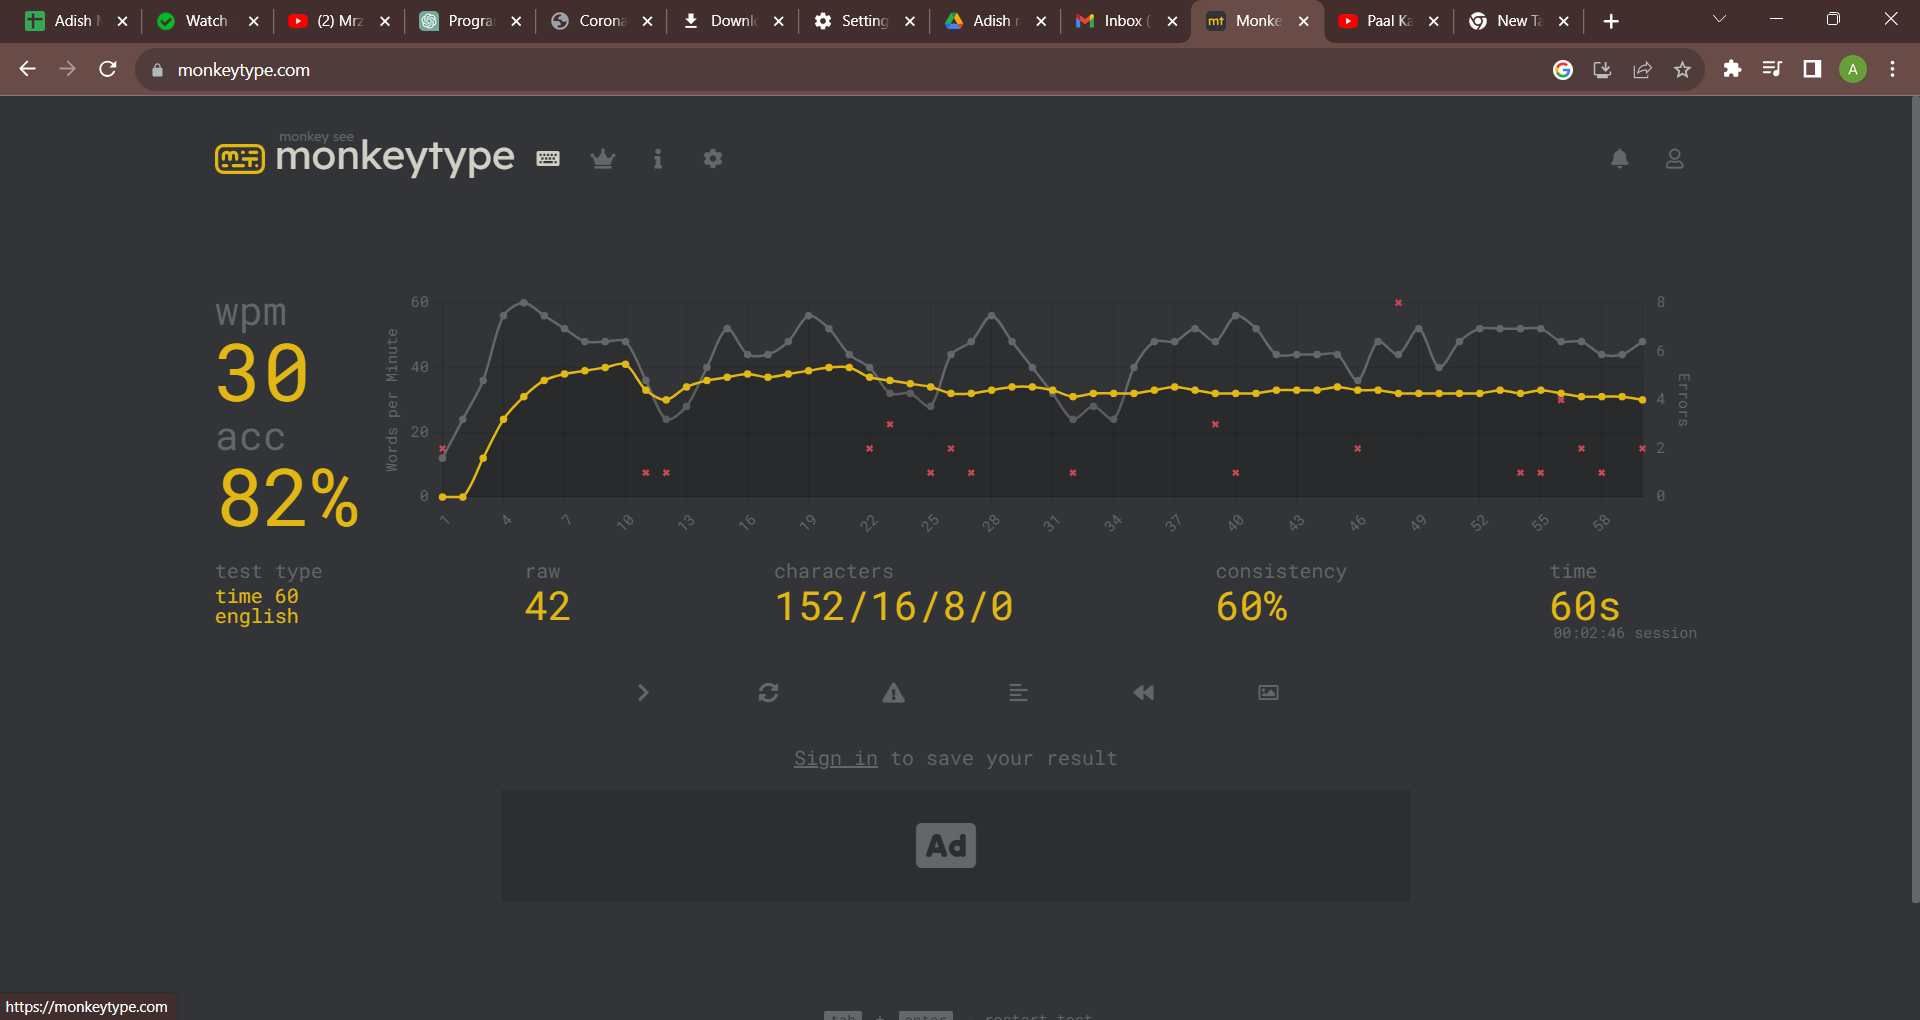 Adish M
Watch
(2) Mrz
Progra
Corona
Downl
Setting
Adish r
Inbox (
mt
Monke
Paal Ka
New Ta
monkeytype.com
A
monkey see
monkeytype
wpm
30
acc
82%
Words per Minute
60
40
20
0
8
6
4
2
0
Errors
1 4 7 10 13 16 19 22 25 28 31 34 37 40 43 46 49 52 55 58
test type
time 60
english
raw
42
characters
152/16/8/0
consistency
60%
time
60s
00:02:46 session
Sign in to save your result
Ad
https://monkeytype.com
tab + enter - restart test